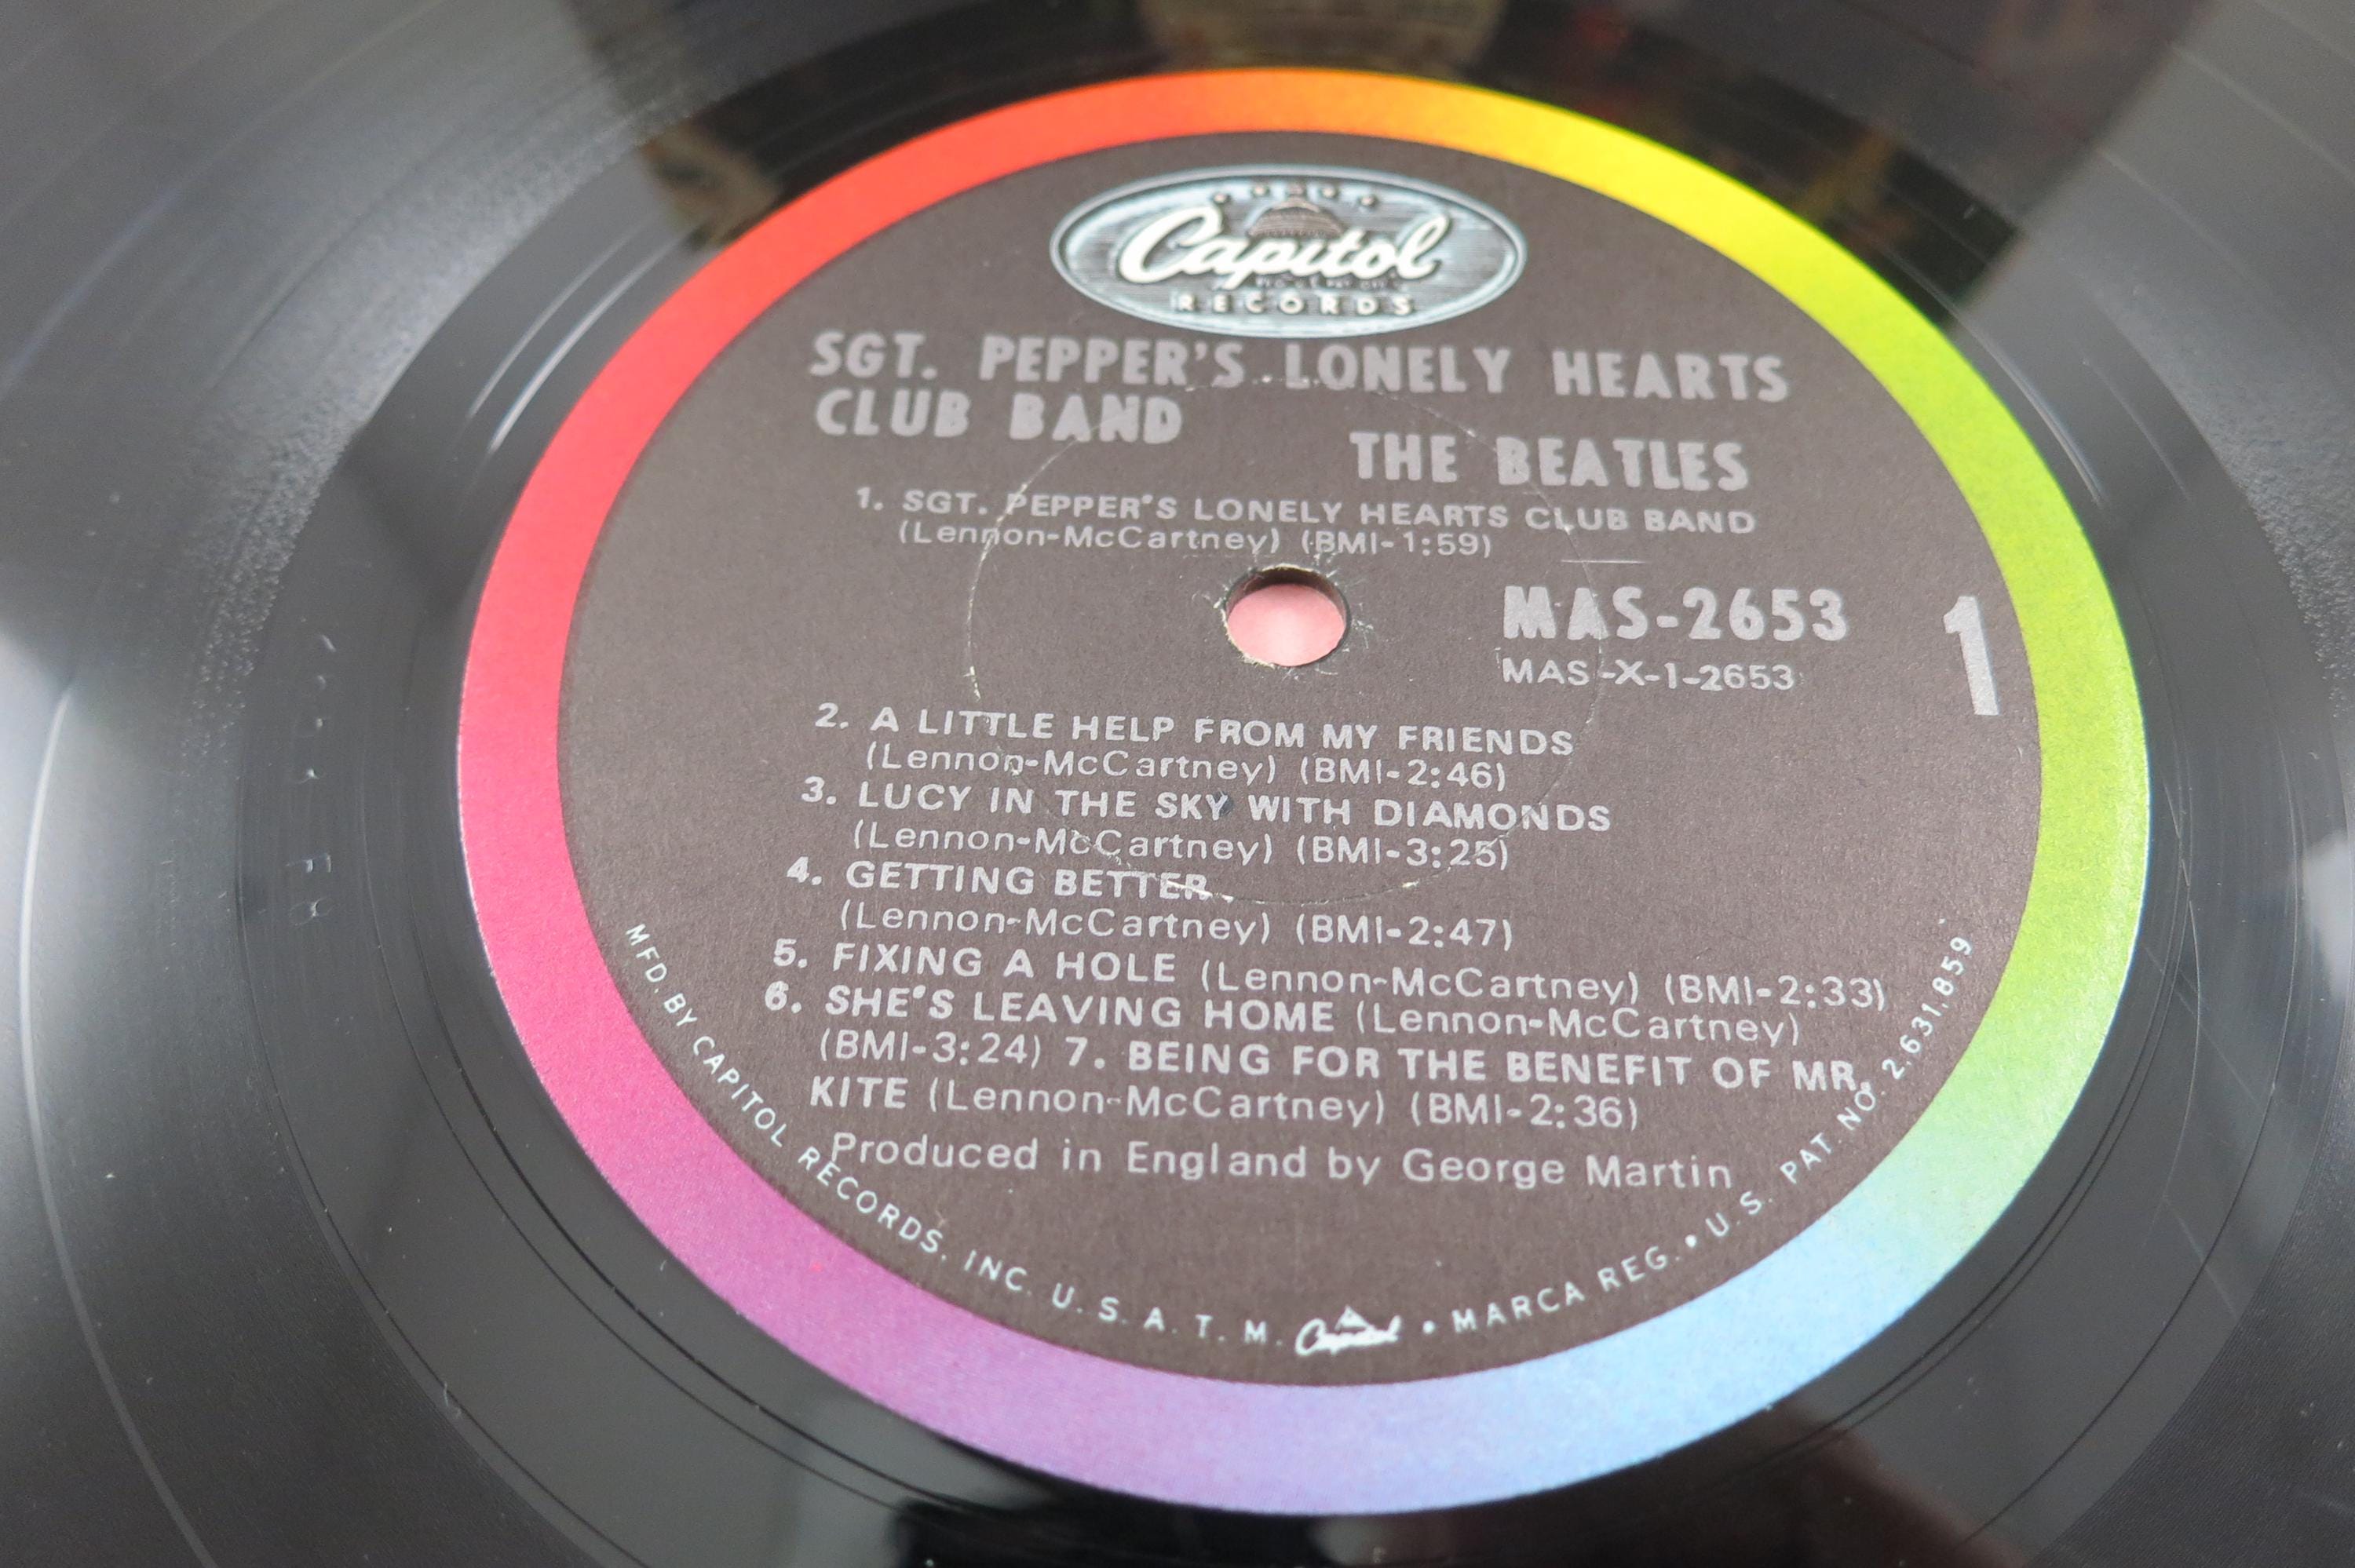 Capitol
RECORDS
SGT. PEPPER'S LONELY HEARTS
CLUB BAND
THE BEATLES
1. SGT. PEPPER'S LONELY HEARTS CLUB BAND
(Lennon-McCartney) (BMI-1:59)
MAS-2653
1
MAS-X-1-2653
2. A LITTLE HELP FROM MY FRIENDS
(Lennon-McCartney) (BMI-2:46)
3. LUCY IN THE SKY WITH DIAMONDS
(Lennon-McCartney) (BMI-3:25)
4. GETTING BETTER
(Lennon-McCartney) (BMI-2:47)
5. FIXING A HOLE (Lennon-McCartney) (BMI-2:33)
6. SHE'S LEAVING HOME (Lennon-McCartney)
(BMI-3:24) 7. BEING FOR THE BENEFIT OF MR.
KITE (Lennon-McCartney) (BMI-2:36)
Produced in England by George Martin
MFD. BY CAPITOL RECORDS, INC. U.S.A. T.M. Capitol • MARCA REG. • U.S. PAT. NO. 2,631,859